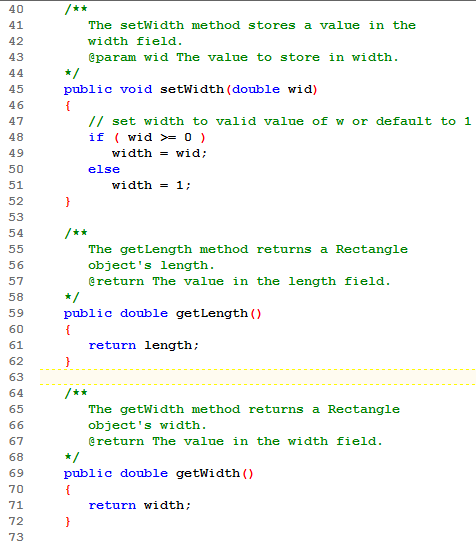 40 /**
41 The setWidth method stores a value in the
42 width field.
43 @param wid The value to store in width.
44 */
45 public void setWidth(double wid)
46 {
47 // set width to valid value of w or default to 1
48 if ( wid >= 0 )
49 width = wid;
50 else
51 width = 1;
52 }
53
54 /**
55 The getLength method returns a Rectangle
56 object's length.
57 @return The value in the length field.
58 */
59 public double getLength()
60 {
61 return length;
62 }
63
64 /**
65 The getWidth method returns a Rectangle
66 object's width.
67 @return The value in the width field.
68 */
69 public double getWidth()
70 {
71 return width;
72 }
73